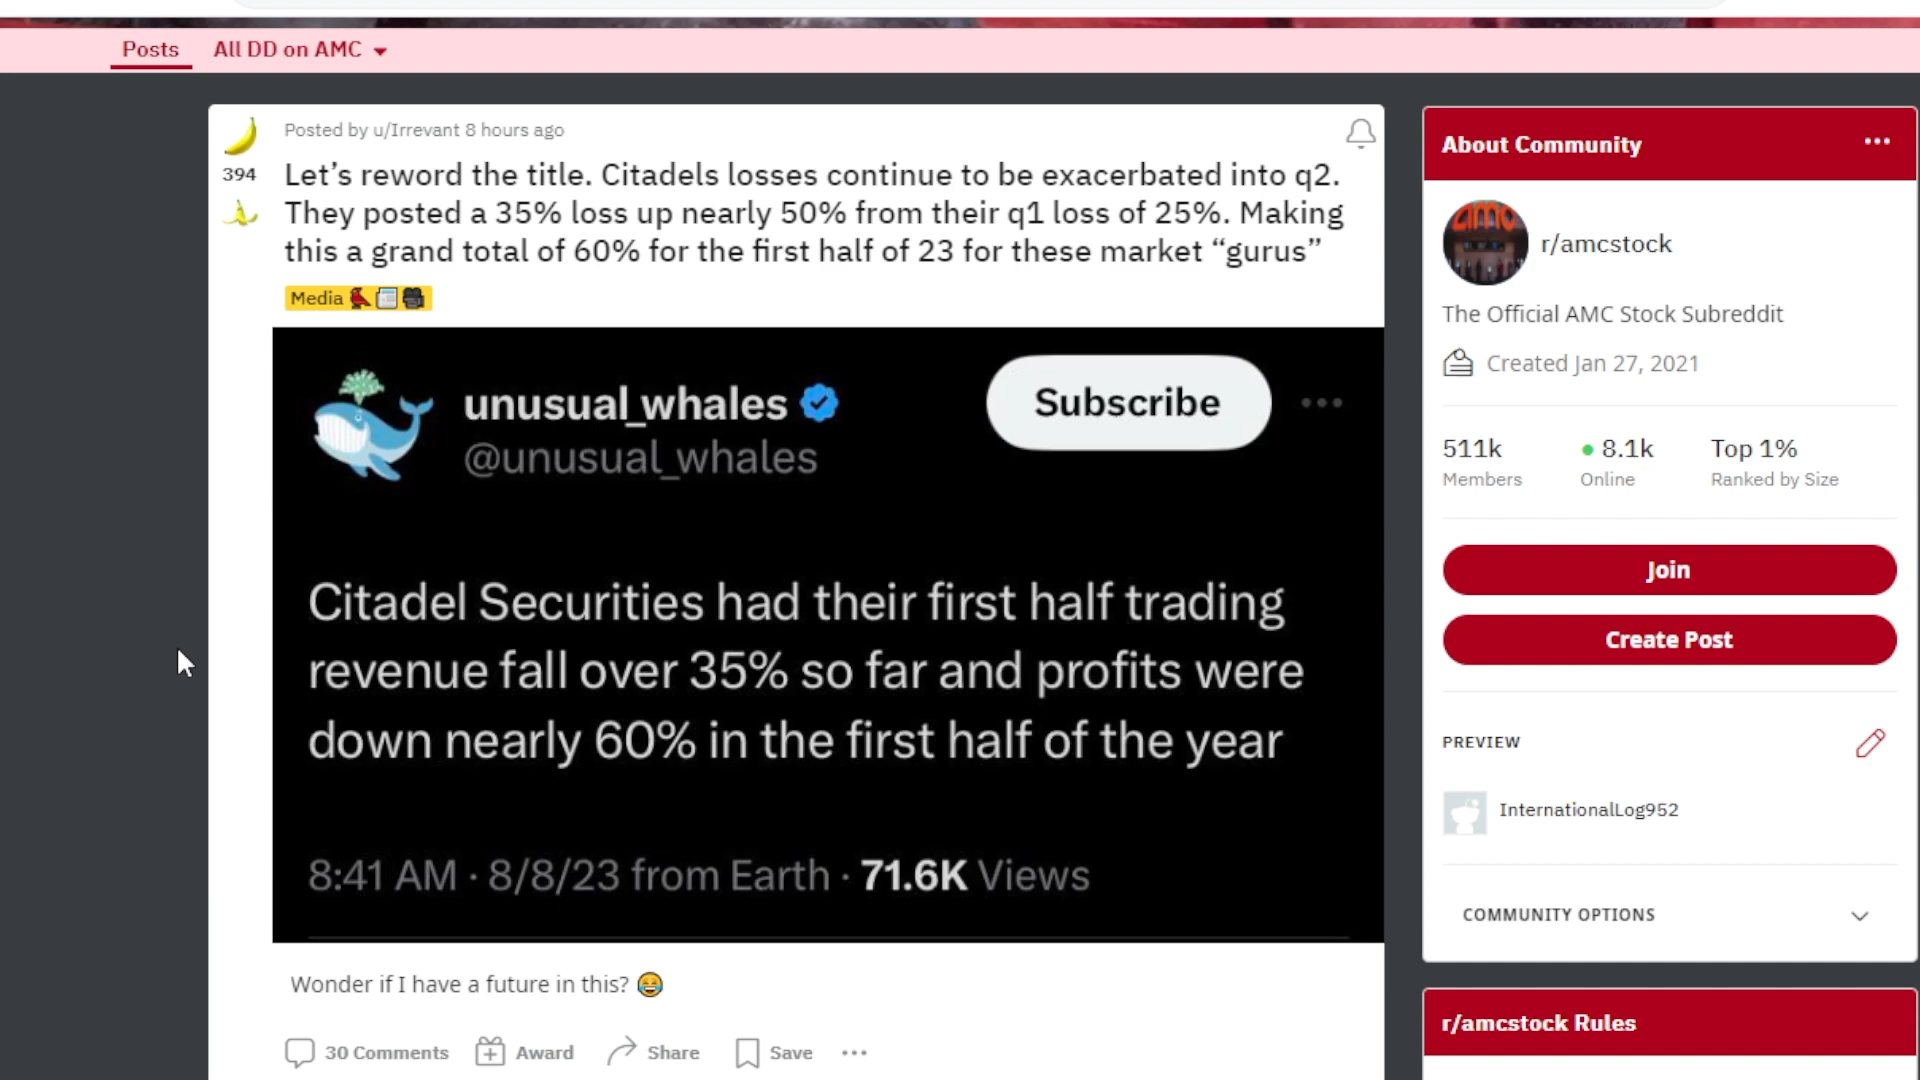 Posts
All DD on AMC
Posted by u/Irrevant 8 hours ago
394
Let’s reword the title. Citadels losses continue to be exacerbated into q2.
They posted a 35% loss up nearly 50% from their q1 loss of 25%. Making
this a grand total of 60% for the first half of 23 for these market “gurus”
Media
unusual_whales
@unusual_whales
Subscribe
Citadel Securities had their first half trading
revenue fall over 35% so far and profits were
down nearly 60% in the first half of the year
8:41 AM · 8/8/23 from Earth · 71.6K Views
Wonder if I have a future in this? 😂
30 Comments
Award
Share
Save
About Community
amc
r/amcstock
The Official AMC Stock Subreddit
Created Jan 27, 2021
511k
Members
8.1k
Online
Top 1%
Ranked by Size
Join
Create Post
PREVIEW
InternationalLog952
COMMUNITY OPTIONS
r/amcstock Rules